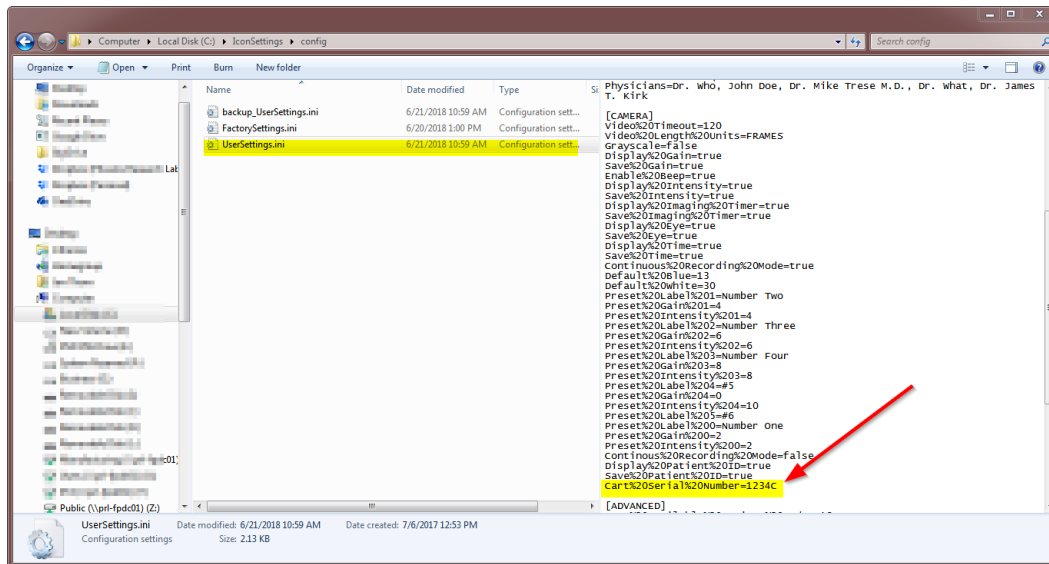 Computer ▸ Local Disk (C:) ▸ IconSettings ▸ config
Search config
Organize
Open
Print
Burn
New folder
Name
Date modified
Type
Si
backup_UserSettings.ini
6/21/2018 10:59 AM
Configuration sett...
FactorySettings.ini
6/20/2018 1:00 PM
Configuration sett...
UserSettings.ini
6/21/2018 10:59 AM
Configuration sett...
Lab
c01)
Public (\\prl-fpdc01) (Z:)
Physicians=Dr. Who, John Doe, Dr. Mike Trese M.D., Dr. What, Dr. James
T. Kirk
[CAMERA]
Video%20Timeout=120
Video%20Length%20Units=FRAMES
Grayscale=false
Display%20Gain=true
Save%20Gain=true
Enable%20Beep=true
Display%20Intensity=true
Save%20Intensity=true
Display%20Imaging%20Timer=true
Save%20Imaging%20Timer=true
Display%20Eye=true
Save%20Eye=true
Display%20Time=true
Save%20Time=true
Continuous%20Recording%20Mode=true
Default%20Blue=13
Default%20White=30
Preset%20Label%201=Number Two
Preset%20Gain%201=4
Preset%20Intensity%201=4
Preset%20Label%202=Number Three
Preset%20Gain%202=6
Preset%20Intensity%202=6
Preset%20Label%203=Number Four
Preset%20Gain%203=8
Preset%20Intensity%203=8
Preset%20Label%204=#5
Preset%20Gain%204=0
Preset%20Intensity%204=10
Preset%20Label%205=#6
Preset%20Label%200=Number One
Preset%20Gain%200=2
Preset%20Intensity%200=2
Continous%20Recording%20Mode=false
Display%20Patient%20ID=true
Save%20Patient%20ID=true
Cart%20Serial%20Number=1234C
[ADVANCED]
UserSettings.ini
Date modified: 6/21/2018 10:59 AM
Date created: 7/6/2017 12:53 PM
Configuration settings
Size: 2.13 KB